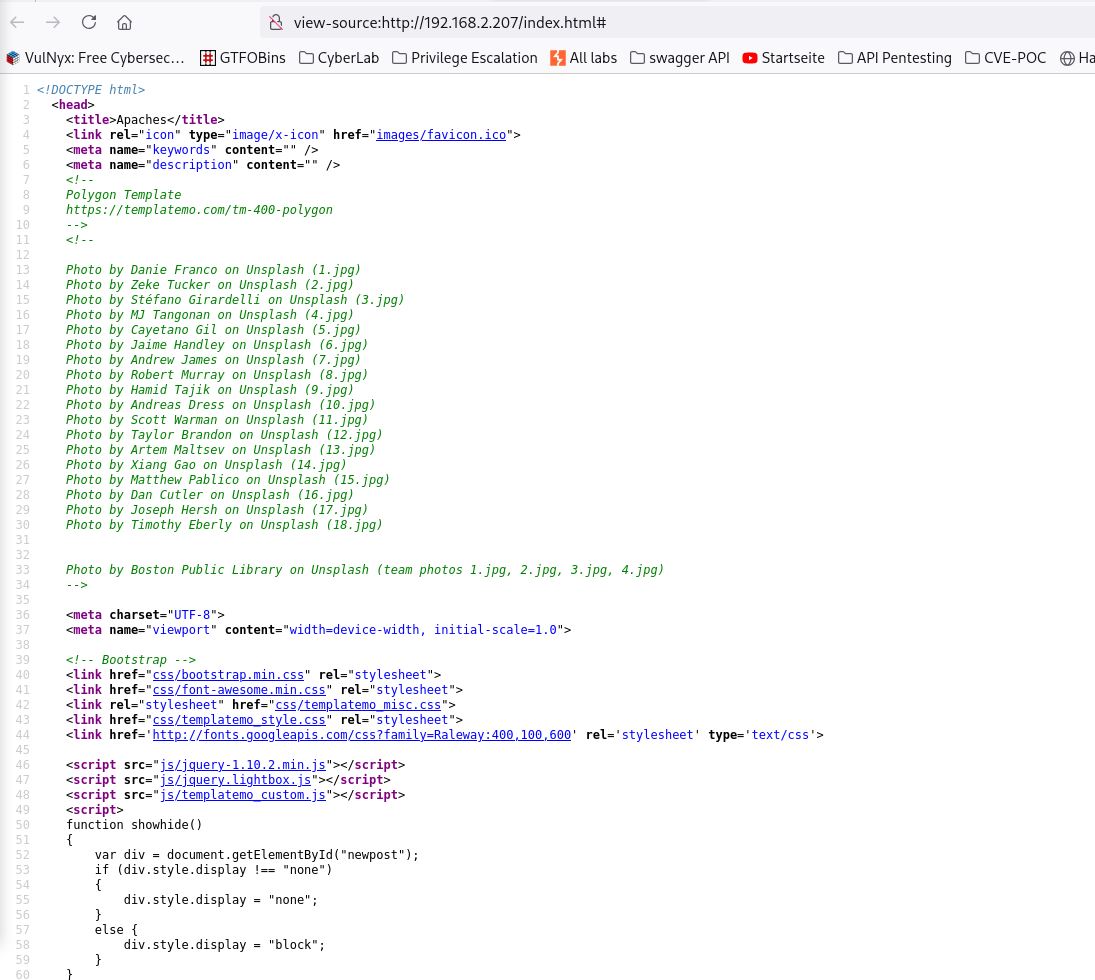 view-source:http://192.168.2.207/index.html#
VulNyx: Free Cybersec… GTFOBins CyberLab Privilege Escalation All labs swagger API Startseite API Pentesting CVE-POC Ha
1 <!DOCTYPE html>
2 <head>
3 <title>Apaches</title>
4 <link rel="icon" type="image/x-icon" href="images/favicon.ico">
5 <meta name="keywords" content="" />
6 <meta name="description" content="" />
7 <!--
8 Polygon Template
9 https://templatemo.com/tm-400-polygon
10 -->
11 <!--
12
13 Photo by Danie Franco on Unsplash (1.jpg)
14 Photo by Zeke Tucker on Unsplash (2.jpg)
15 Photo by Stéfano Girardelli on Unsplash (3.jpg)
16 Photo by MJ Tangonan on Unsplash (4.jpg)
17 Photo by Cayetano Gil on Unsplash (5.jpg)
18 Photo by Jaime Handley on Unsplash (6.jpg)
19 Photo by Andrew James on Unsplash (7.jpg)
20 Photo by Robert Murray on Unsplash (8.jpg)
21 Photo by Hamid Tajik on Unsplash (9.jpg)
22 Photo by Andreas Dress on Unsplash (10.jpg)
23 Photo by Scott Warman on Unsplash (11.jpg)
24 Photo by Taylor Brandon on Unsplash (12.jpg)
25 Photo by Artem Maltsev on Unsplash (13.jpg)
26 Photo by Xiang Gao on Unsplash (14.jpg)
27 Photo by Matthew Pablico on Unsplash (15.jpg)
28 Photo by Dan Cutler on Unsplash (16.jpg)
29 Photo by Joseph Hersh on Unsplash (17.jpg)
30 Photo by Timothy Eberly on Unsplash (18.jpg)
31
32
33 Photo by Boston Public Library on Unsplash (team photos 1.jpg, 2.jpg, 3.jpg, 4.jpg)
34 -->
35
36 <meta charset="UTF-8">
37 <meta name="viewport" content="width=device-width, initial-scale=1.0">
38
39 <!-- Bootstrap -->
40 <link href="css/bootstrap.min.css" rel="stylesheet">
41 <link href="css/font-awesome.min.css" rel="stylesheet">
42 <link rel="stylesheet" href="css/templatemo_misc.css">
43 <link href="css/templatemo_style.css" rel="stylesheet">
44 <link href='http://fonts.googleapis.com/css?family=Raleway:400,100,600' rel='stylesheet' type='text/css'>
45
46 <script src="js/jquery-1.10.2.min.js"></script>
47 <script src="js/jquery.lightbox.js"></script>
48 <script src="js/templatemo_custom.js"></script>
49 <script>
50 function showhide()
51 {
52 var div = document.getElementById("newpost");
53 if (div.style.display !== "none")
54 {
55 div.style.display = "none";
56 }
57 else {
58 div.style.display = "block";
59 }
60 }